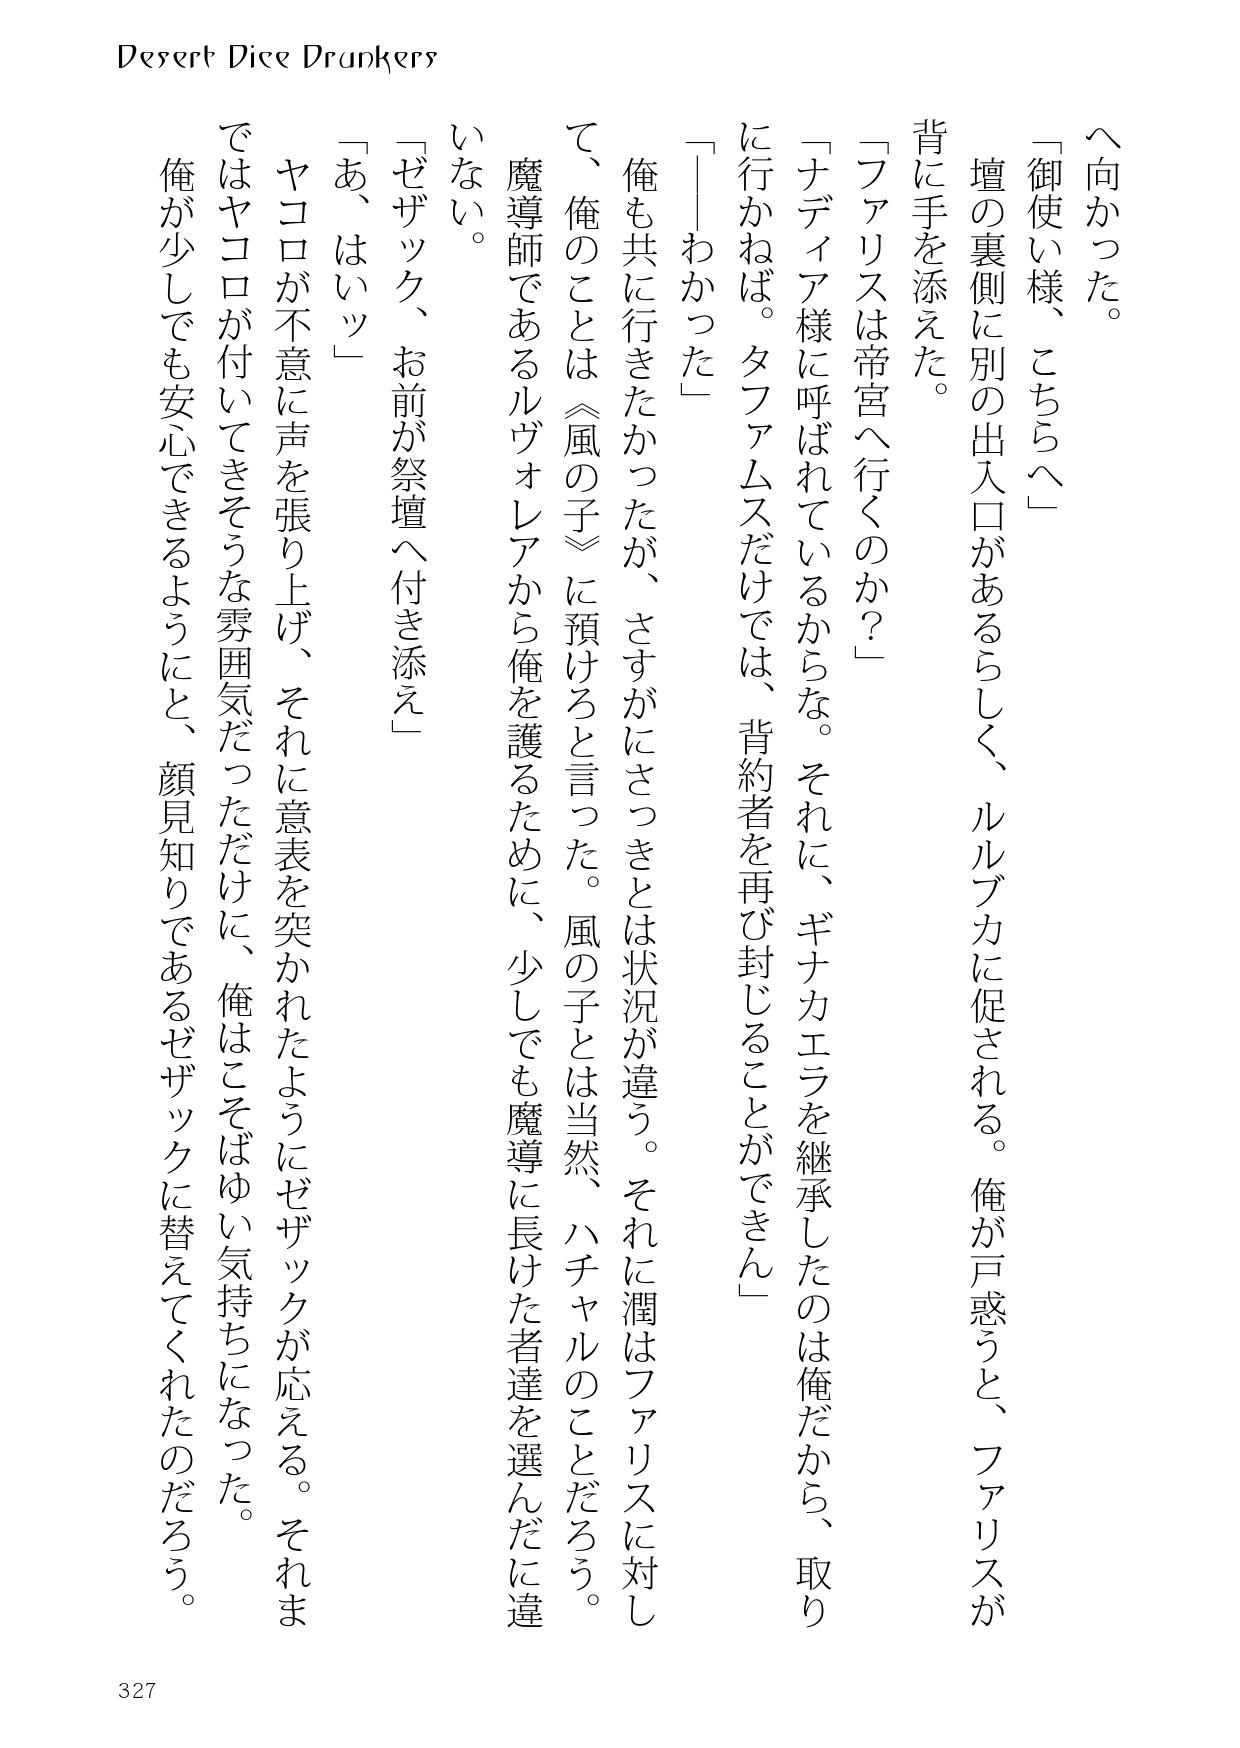 Desert Dice Drunkers
へ向かった。
「御使い様、こちらへ」
　壇の裏側に別の出入口があるらしく、ルルブカに促される。俺が戸惑うと、ファリスが
背に手を添えた。
「ファリスは帝宮へ行くのか？」
「ナディア様に呼ばれているからな。それに、ギナカエラを継承したのは俺だから、取り
に行かねば。タファムスだけでは、背約者を再び封じることができん」
「――わかった」
　俺も共に行きたかったが、さすがにさっきとは状況が違う。それに潤はファリスに対し
て、俺のことは《風の子》に預けろと言った。風の子とは当然、ハチャルのことだろう。
　魔導師であるルヴォレアから俺を護るために、少しでも魔導に長けた者達を選んだに違
いない。
「ゼザック、お前が祭壇へ付き添え」
「あ、はいッ」
　ヤコロが不意に声を張り上げ、それに意表を突かれたようにゼザックが応える。それま
ではヤコロが付いてきそうな雰囲気だっただけに、俺はこそばゆい気持ちになった。
　俺が少しでも安心できるようにと、顔見知りであるゼザックに替えてくれたのだろう。
327